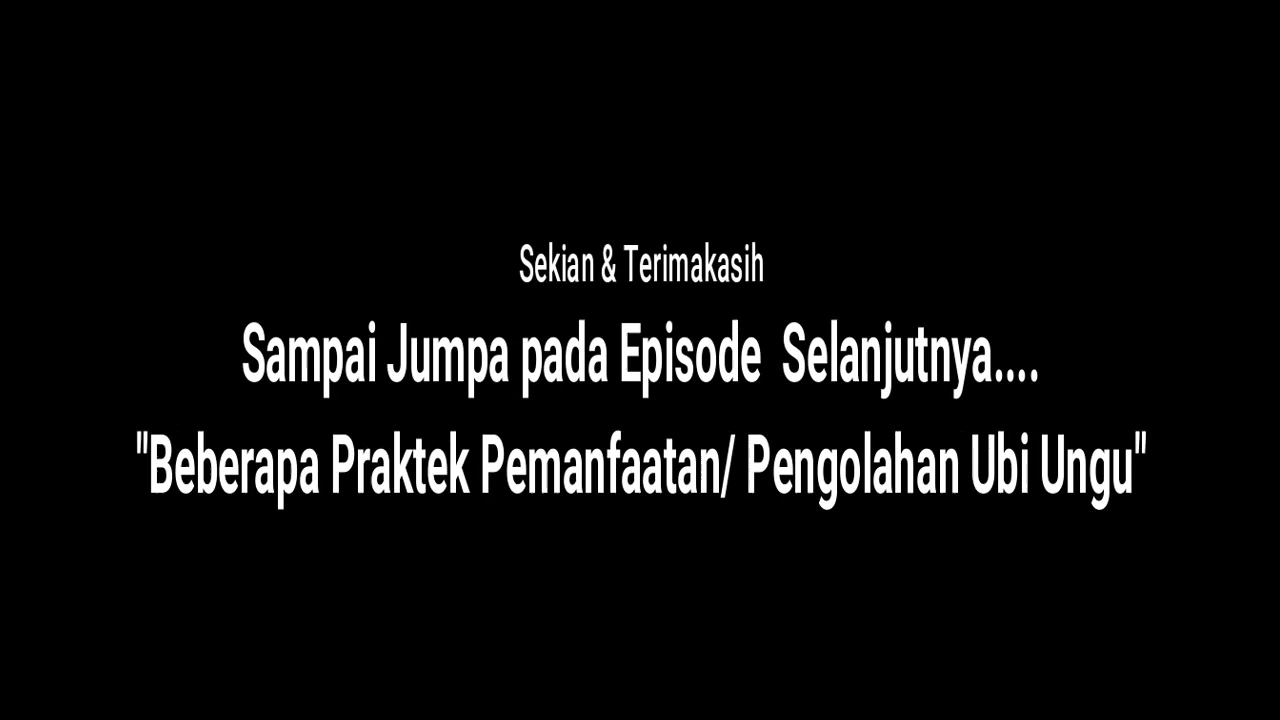 Sekian & Terimakasih
Sampai Jumpa pada Episode  Selanjutnya....
"Beberapa Praktek Pemanfaatan/ Pengolahan Ubi Ungu"